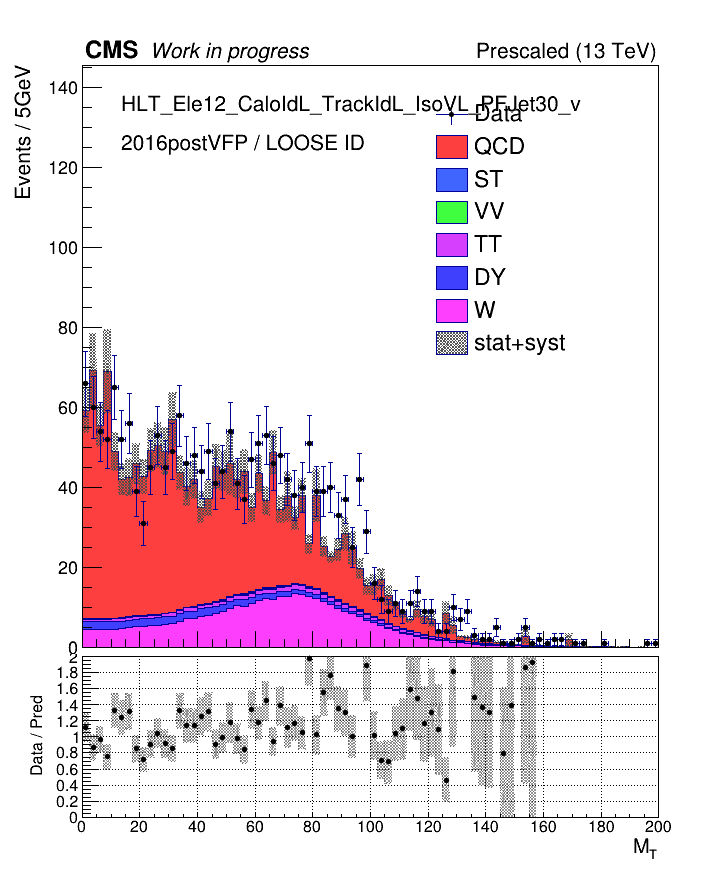 CMS Work in progress Prescaled (13 TeV)
Events / 5GeV
140
120
100
80
60
40
20
0
HLT_Ele12_CaloIdL_TrackIdL_IsoVL_PFJet30_v
2016postVFP / LOOSE ID
Data
QCD
ST
VV
TT
DY
W
stat+syst
Data / Pred
2
1.8
1.6
1.4
1.2
1
0.8
0.6
0.4
0.2
0
0 20 40 60 80 100 120 140 160 180 200
M_T